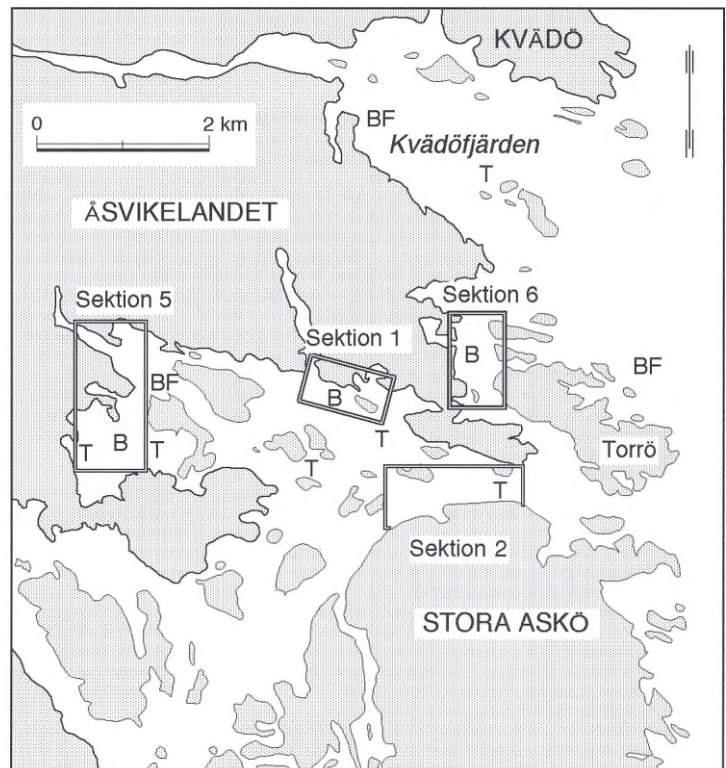 KVÄDÖ
0 2 km
BF
Kvädöfjärden
T
ÅSVIKELANDET
Sektion 5
Sektion 6
Sektion 1
B
BF
BF
B
T
T
B
T
T
Torrö
T
Sektion 2
STORA ASKÖ